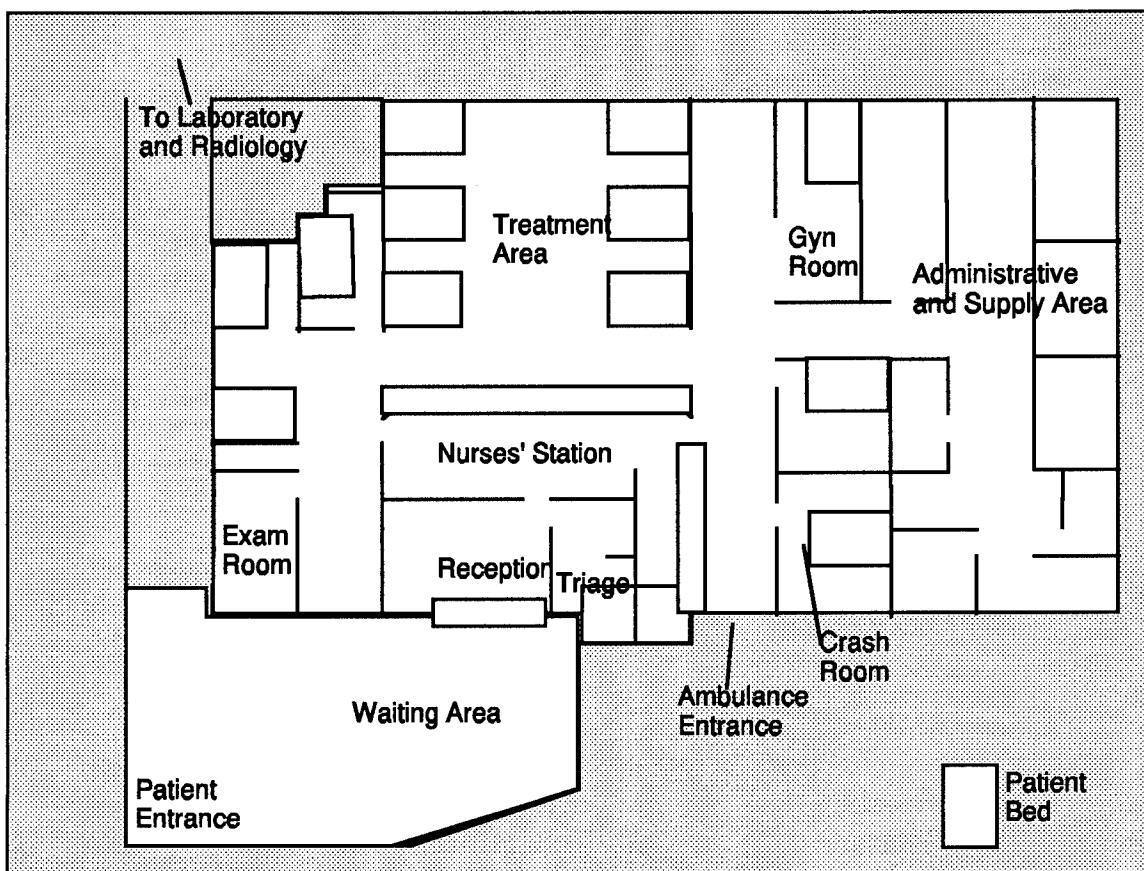 To Laboratory
and Radiology
Treatment
Area
Gyn
Room
Administrative
and Supply Area
Nurses' Station
Exam
Room
Reception
Triage
Crash
Room
Ambulance
Entrance
Waiting Area
Patient
Entrance
Patient
Bed